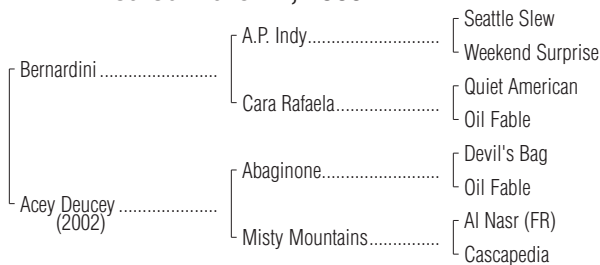 Seattle Slew
A.P. Indy
Weekend Surprise
Bernardini
Quiet American
Cara Rafaela
Oil Fable
Devil's Bag
Abaginone
Oil Fable
Acey Deucey
(2002)
Al Nasr (FR)
Misty Mountains
Cascapedia